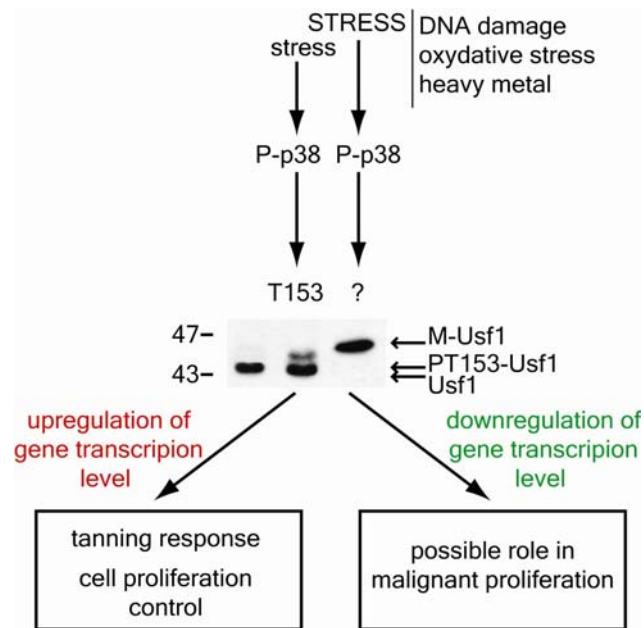 STRESS
stress
DNA damage
oxydative stress
heavy metal
P-p38 P-p38
T153 ?
47–
43–
M-Usf1
PT153-Usf1
Usf1
upregulation of
gene transcripion
level
downregulation of
gene transcripion
level
tanning response
cell proliferation
control
possible role in
malignant proliferation